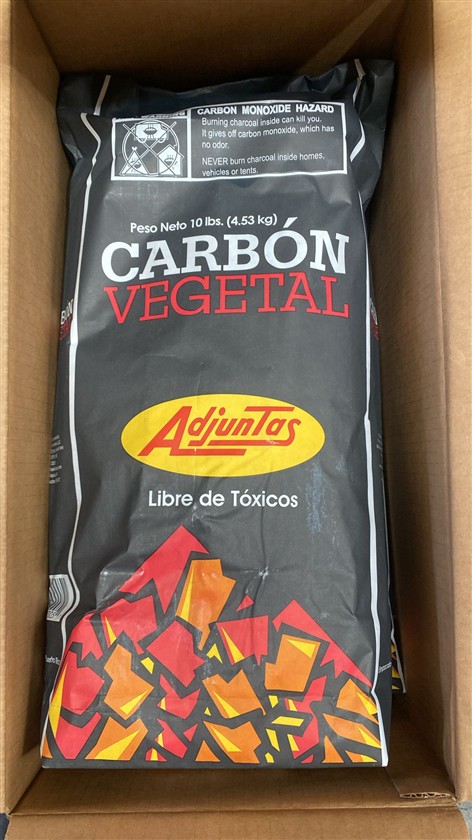 CARBON MONOXIDE HAZARD
Burning charcoal inside can kill you.
It gives off carbon monoxide, which has
no odor.
NEVER burn charcoal inside homes,
vehicles or tents.
Peso Neto 10 lbs. (4.53 kg)
CARBÓN
VEGETAL
Adjuntas
Libre de Tóxicos